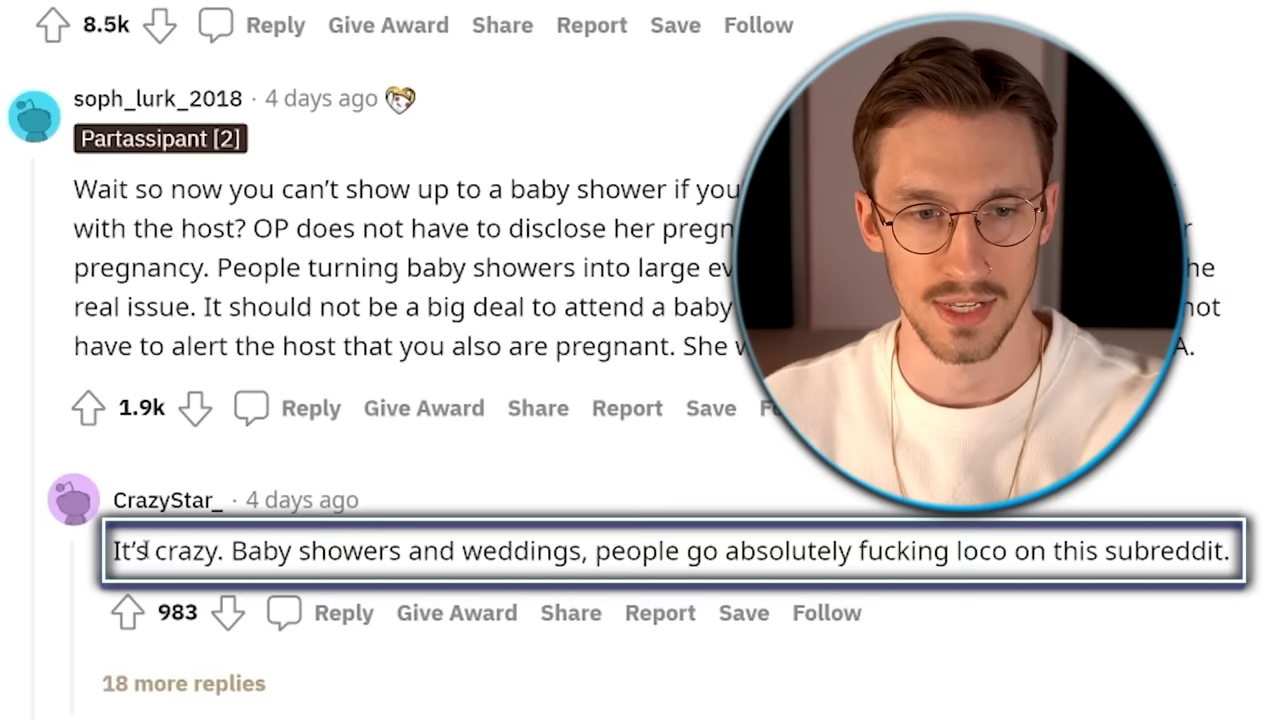 8.5k Reply Give Award Share Report Save Follow
soph_lurk_2018 · 4 days ago
Partassipant [2]
Wait so now you can't show up to a baby shower if you
with the host? OP does not have to disclose her
pregnancy. People turning baby showers into large he
real issue. It should not be a big deal to attend a baby not
have to alert the host that you also are pregnant. She A.
1.9k Reply Give Award Share Report Save
CrazyStar_ · 4 days ago
It's crazy. Baby showers and weddings, people go absolutely fucking loco on this subreddit.
983 Reply Give Award Share Report Save Follow
18 more replies